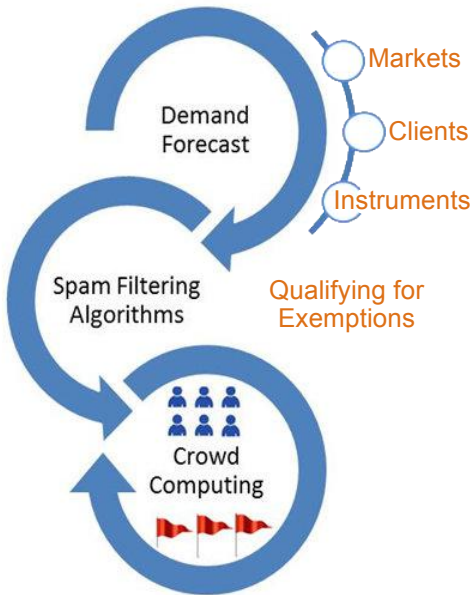 Markets
Demand
Forecast
Clients
Instruments
Spam Filtering
Algorithms
Qualifying for
Exemptions
Crowd
Computing